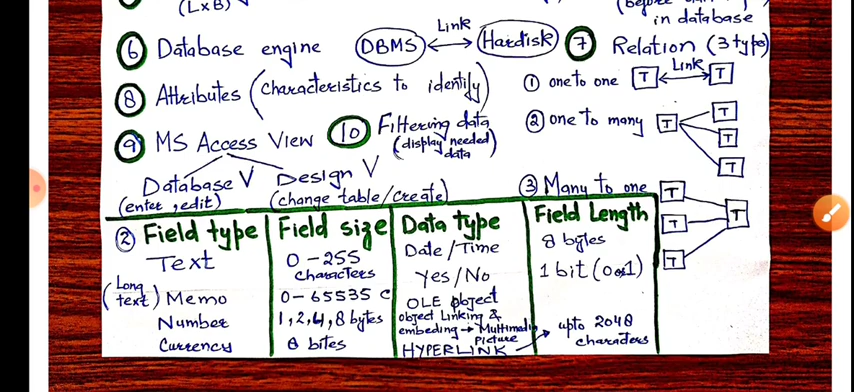 (L×B)
in database
⑥ Database engine
DBMS
Link
Hardisk
⑦ Relation (3 type)
① one to one
T
Link
T
⑧ Attributes (characteristics to identify)
② one to many
T
T
T
T
⑨ MS Access View
Database V
(enter, edit)
Design V
(change table/create)
⑩ Filtering data
(display needed
data)
③ Many to one
T
T
T
T
② Field type
Field size
Data type
Field Length
Text
0-255
characters
Date/Time
8 bytes
(Long
text) Memo
0-65535 c
Yes/No
1 bit (0 or 1)
Number
1,2,4,8 bytes
OLE object
object Linking &
embeding → Multimedia
Picture
Currency
8 bites
HYPERLINK
upto 2048
characters